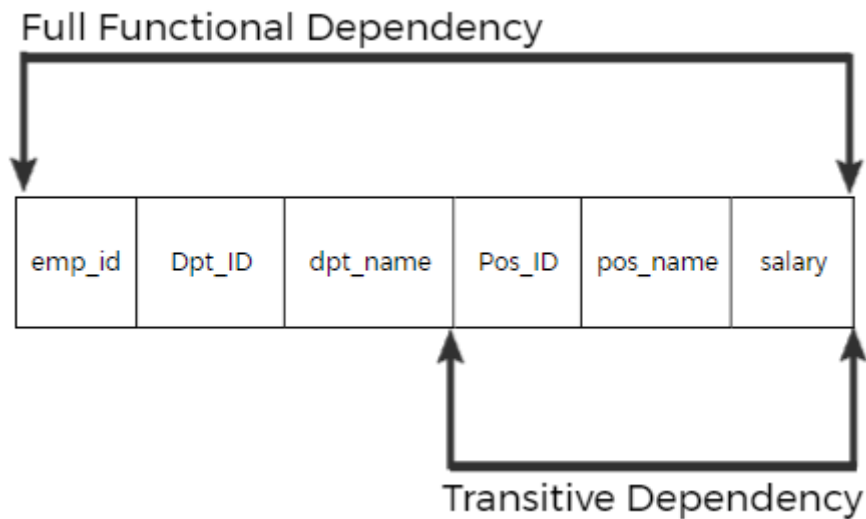 Full Functional Dependency
emp_id Dpt_ID dpt_name Pos_ID pos_name salary
Transitive Dependency